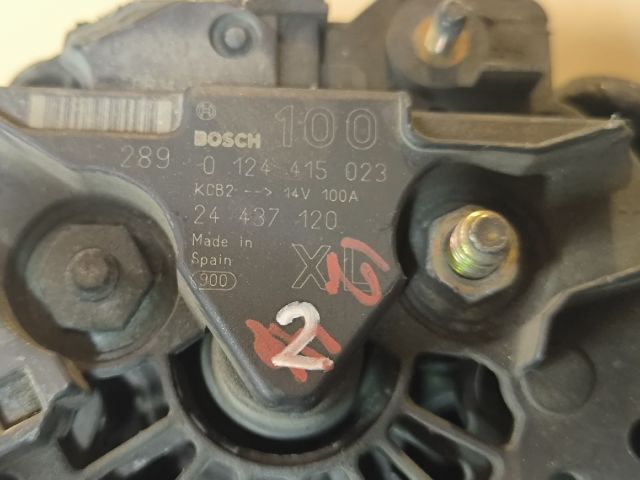 BOSCH 100
289 0 124 415 023
KCB2 --> 14V 100A
24 437 120
Made in
Spain
900
XL
2